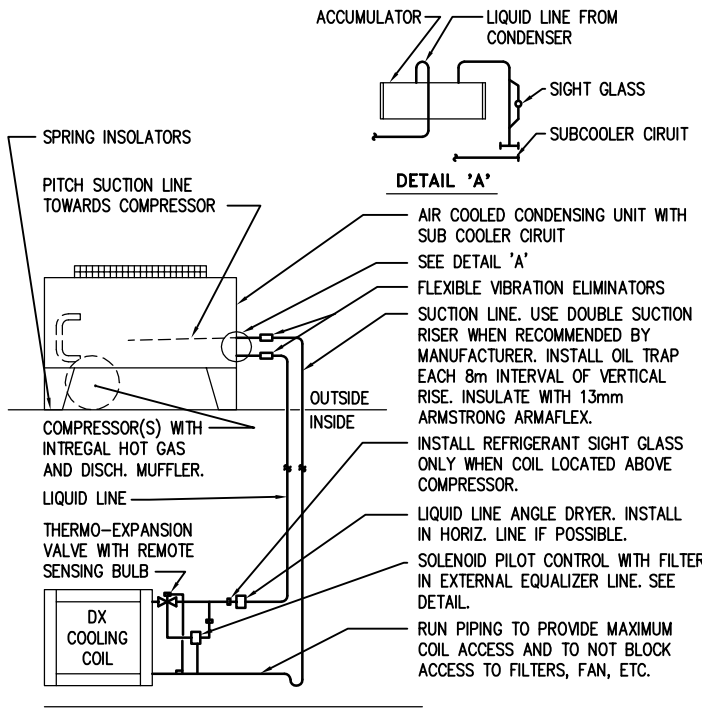 ACCUMULATOR
LIQUID LINE FROM
CONDENSER
SIGHT GLASS
SUBCOOLER CIRUIT
DETAIL 'A'
SPRING INSOLATORS
PITCH SUCTION LINE
TOWARDS COMPRESSOR
AIR COOLED CONDENSING UNIT WITH
SUB COOLER CIRUIT
SEE DETAIL 'A'
FLEXIBLE VIBRATION ELIMINATORS
SUCTION LINE. USE DOUBLE SUCTION
RISER WHEN RECOMMENDED BY
MANUFACTURER. INSTALL OIL TRAP
EACH 8m INTERVAL OF VERTICAL
RISE. INSULATE WITH 13mm
ARMSTRONG ARMAFLEX.
OUTSIDE
INSIDE
COMPRESSOR(S) WITH
INTREGAL HOT GAS
AND DISCH. MUFFLER.
INSTALL REFRIGERANT SIGHT GLASS
ONLY WHEN COIL LOCATED ABOVE
COMPRESSOR.
LIQUID LINE
LIQUID LINE ANGLE DRYER. INSTALL
IN HORIZ. LINE IF POSSIBLE.
THERMO-EXPANSION
VALVE WITH REMOTE
SENSING BULB
SOLENOID PILOT CONTROL WITH FILTER
IN EXTERNAL EQUALIZER LINE. SEE
DETAIL.
DX
COOLING
COIL
RUN PIPING TO PROVIDE MAXIMUM
COIL ACCESS AND TO NOT BLOCK
ACCESS TO FILTERS, FAN, ETC.